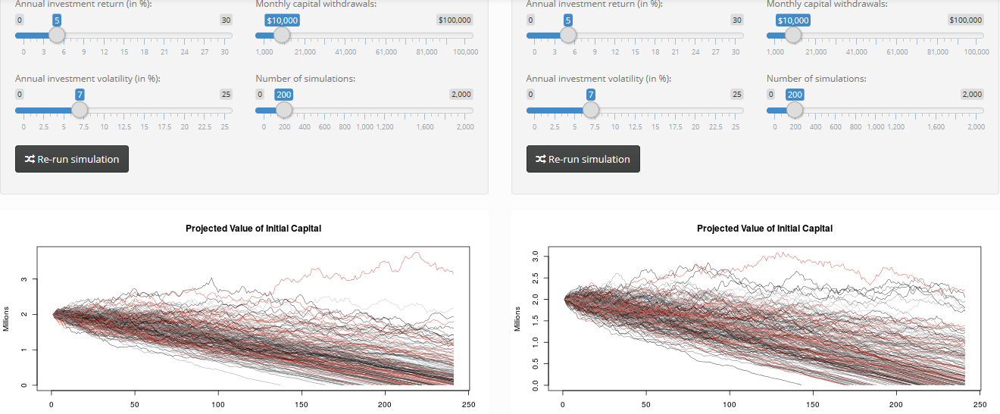 Annual investment return (in %): Monthly capital withdrawals:
0 5 30 $10,000 $100,000
0 3 6 9 12 15 18 21 24 27 30 1,000 21,000 41,000 61,000 81,000 100,000
Annual investment volatility (in %): Number of simulations:
0 7 25 0 200 2,000
0 2.5 5 7.5 10 12.5 15 17.5 20 22.5 25 0 200 400 600 800 1,000 1,200 1,600 2,000
Re-run simulation
Projected Value of Initial Capital
Millions
3
2
1
0
0 50 100 150 200 250
Annual investment return (in %): Monthly capital withdrawals:
0 5 30 $10,000 $100,000
0 3 6 9 12 15 18 21 24 27 30 1,000 21,000 41,000 61,000 81,000 100,000
Annual investment volatility (in %): Number of simulations:
0 7 25 0 200 2,000
0 2.5 5 7.5 10 12.5 15 17.5 20 22.5 25 0 200 400 600 800 1,000 1,200 1,600 2,000
Re-run simulation
Projected Value of Initial Capital
Millions
3.0
2.5
2.0
1.5
1.0
0.5
0.0
0 50 100 150 200 250